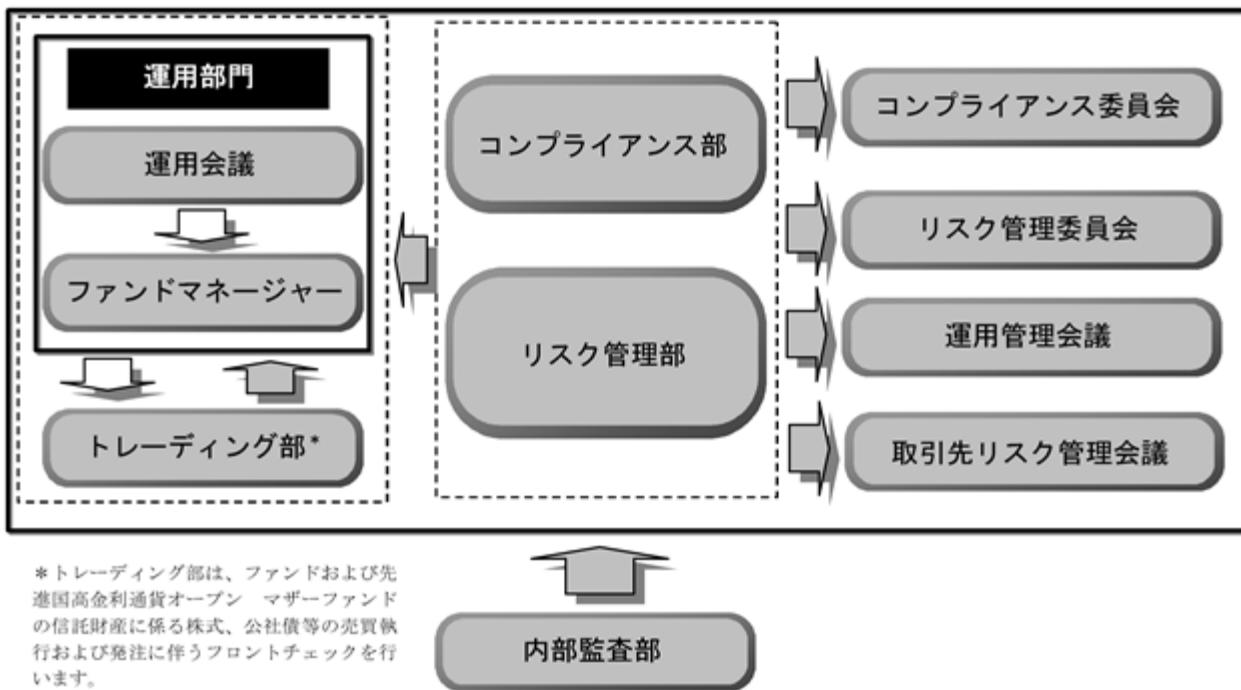 運用部門
運用会議
ファンドマネージャー
トレーディング部*
コンプライアンス部
リスク管理部
コンプライアンス委員会
リスク管理委員会
運用管理会議
取引先リスク管理会議
内部監査部
*トレーディング部は、ファンドおよび先
進国高金利通貨オープン　マザーファンド
の信託財産に係る株式、公社債等の売買執
行および発注に伴うフロントチェックを行
います。